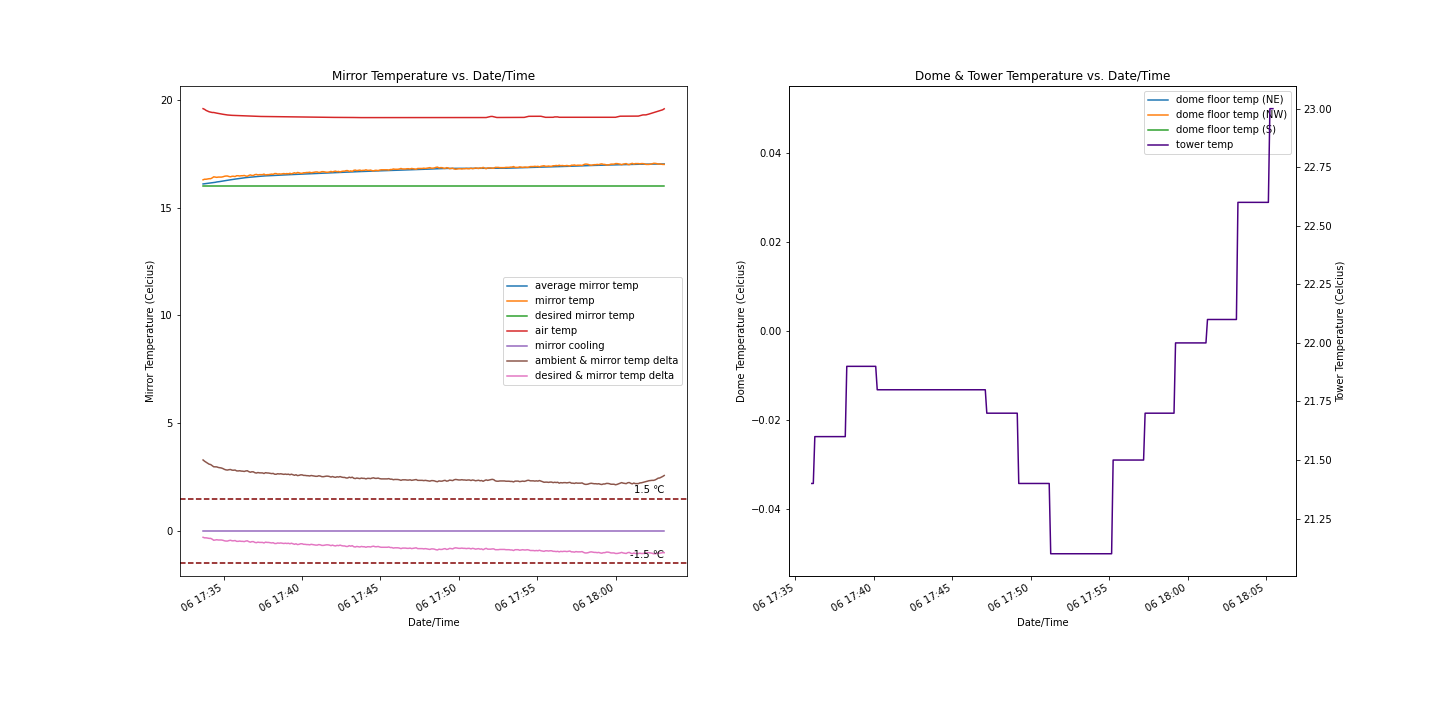 Mirror Temperature vs. Date/Time
Mirror Temperature (Celcius)
20
15
10
5
0
average mirror temp
mirror temp
desired mirror temp
air temp
mirror cooling
ambient & mirror temp delta
desired & mirror temp delta
1.5 °C
-1.5 °C
06 17:35
06 17:40
06 17:45
06 17:50
06 17:55
06 18:00
Date/Time
Dome & Tower Temperature vs. Date/Time
Dome Temperature (Celcius)
0.04
0.02
0.00
−0.02
−0.04
dome floor temp (NE)
dome floor temp (NW)
dome floor temp (S)
tower temp
23.00
22.75
22.50
22.25
22.00
21.75
21.50
21.25
Tower Temperature (Celcius)
06 17:35
06 17:40
06 17:45
06 17:50
06 17:55
06 18:00
06 18:05
Date/Time